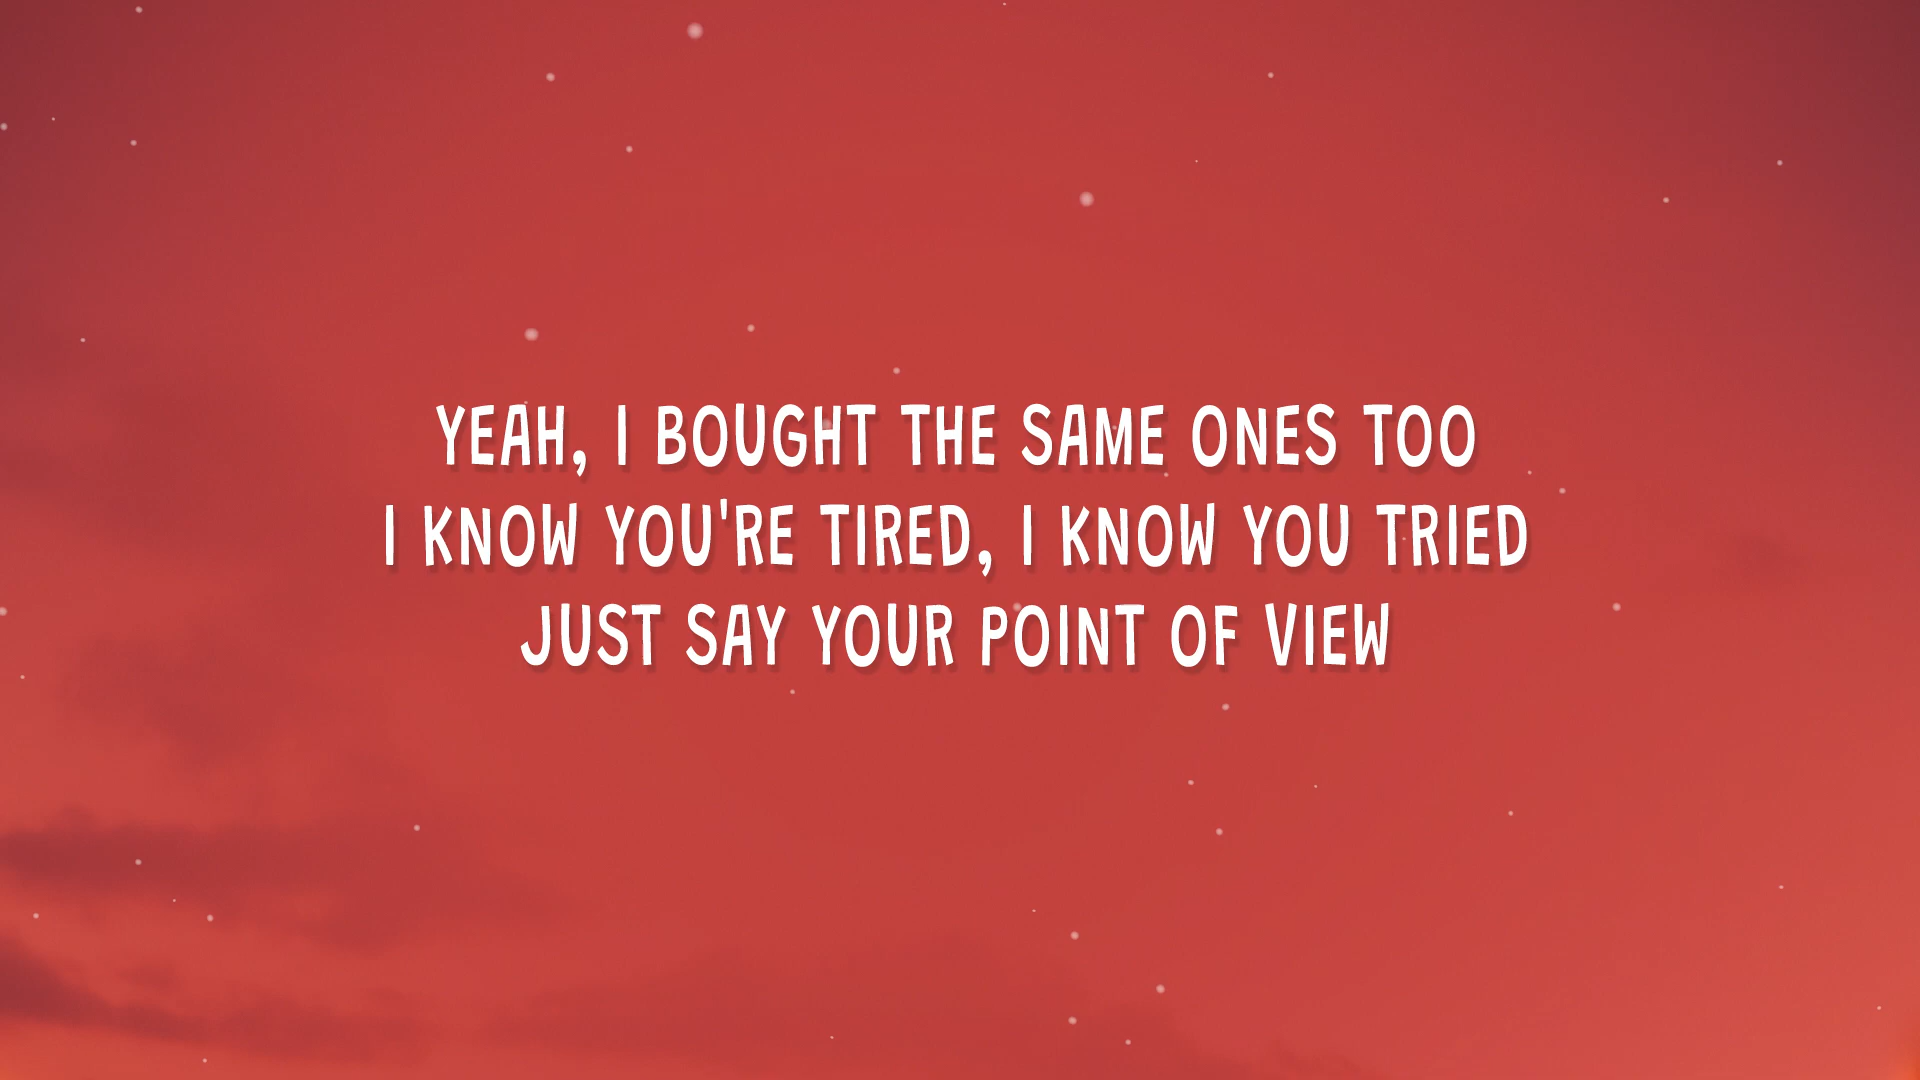 YEAH, I BOUGHT THE SAME ONES TOO
I KNOW YOU'RE TIRED, I KNOW YOU TRIED
JUST SAY YOUR POINT OF VIEW